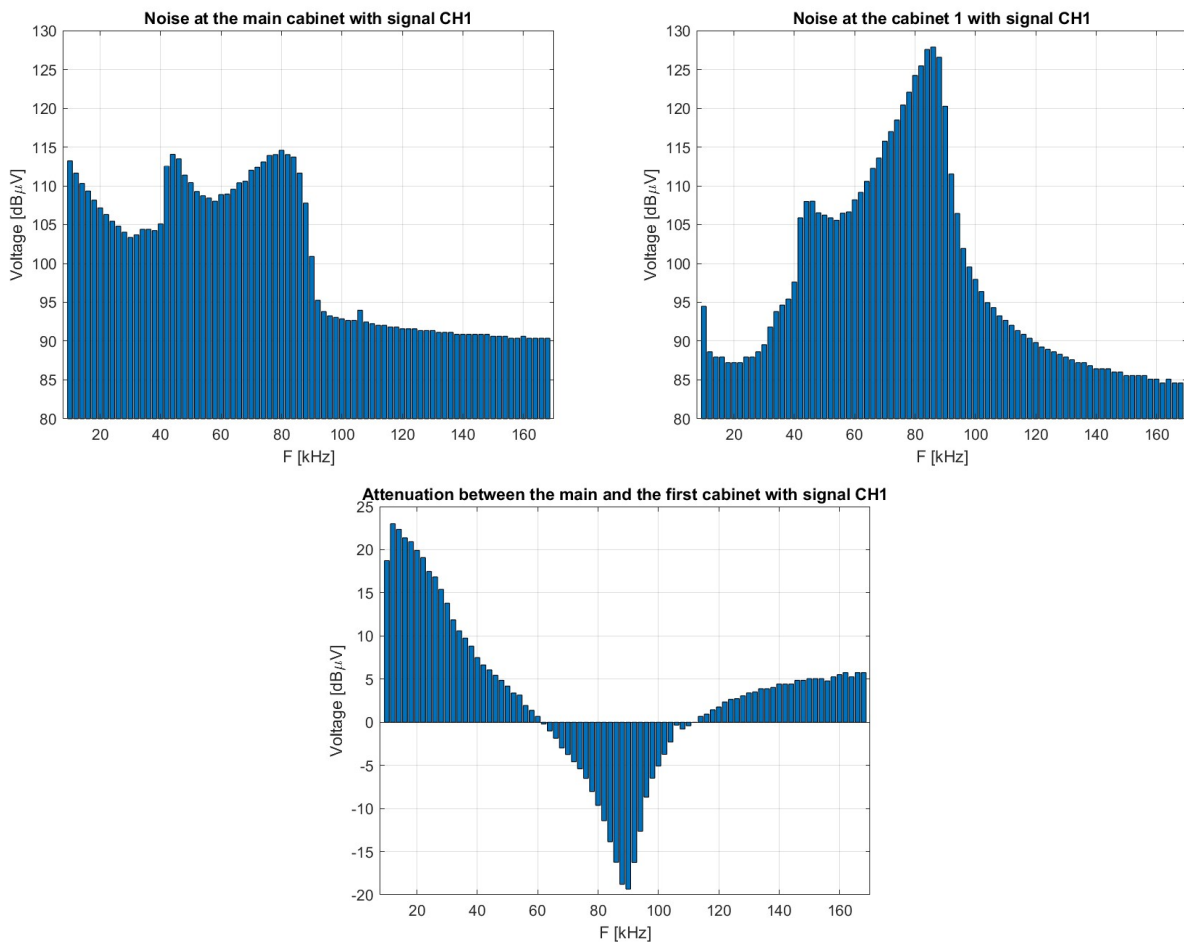 Noise at the main cabinet with signal CH1
130
125
120
115
110
105
100
95
90
85
80
Voltage [dBμV]
20 40 60 80 100 120 140 160
F [kHz]
Noise at the cabinet 1 with signal CH1
130
125
120
115
110
105
100
95
90
85
80
Voltage [dBμV]
20 40 60 80 100 120 140 160
F [kHz]
Attenuation between the main and the first cabinet with signal CH1
25
20
15
10
5
0
-5
-10
-15
-20
Voltage [dBμV]
20 40 60 80 100 120 140 160
F [kHz]